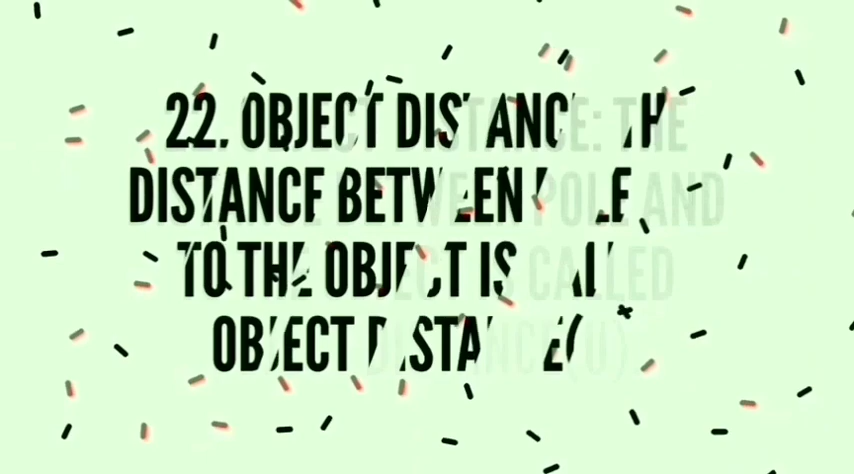 22. OBJECT DISTANCE: THE
DISTANCE BETWEEN POLE AND
TO THE OBJECT IS CALLED
OBJECT DISTANCE(U)